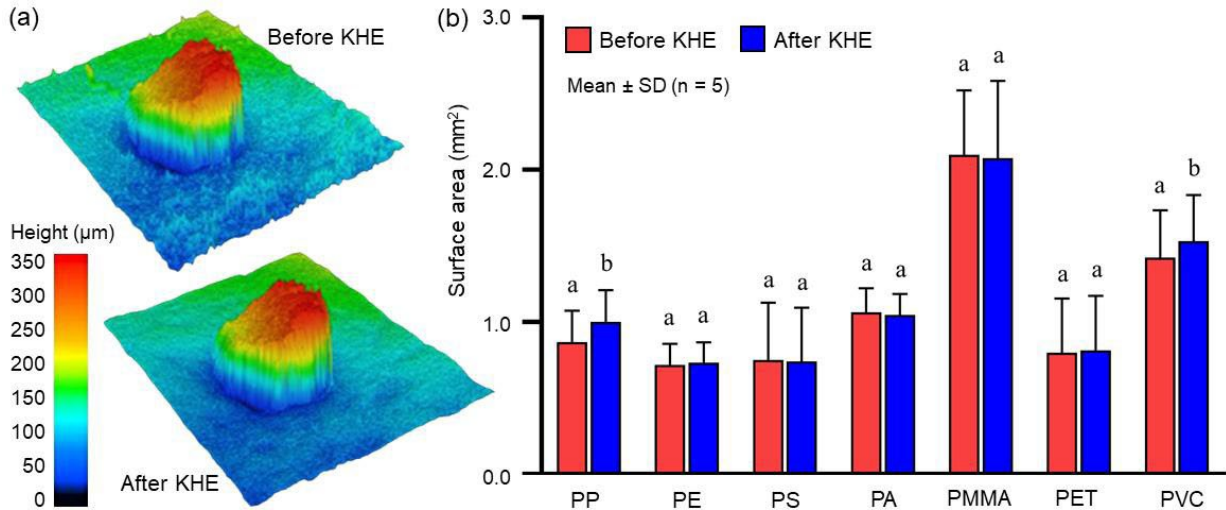 (a)
Before KHE
Height (µm)
350
300
250
200
150
100
50
0
After KHE
(b)
Surface area (mm²)
3.0
2.0
1.0
0.0
Before KHE After KHE
Mean ± SD (n = 5)
a b a a a a a a a a a a a b
PP PE PS PA PMMA PET PVC